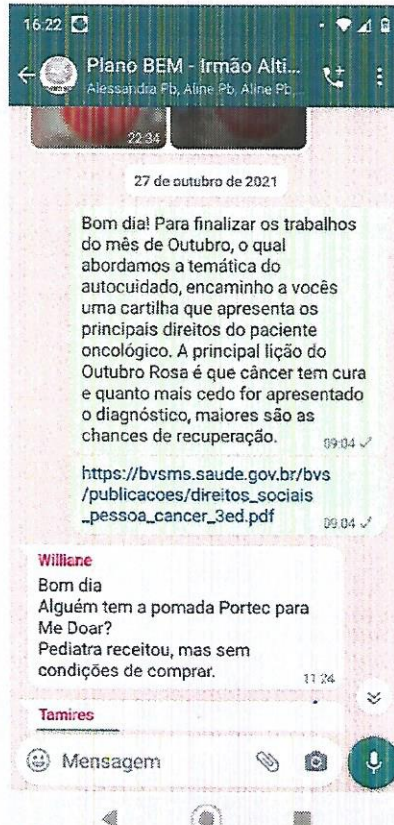 16:22
Plano BEM - Irmão Alti...
Alessandra Pb, Aline Pb, Aline Pb,...
22:34
27 de outubro de 2021
Bom dia! Para finalizar os trabalhos
do mês de Outubro, o qual
abordamos a temática do
autocuidado, encaminho a vocês
uma cartilha que apresenta os
principais direitos do paciente
oncológico. A principal lição do
Outubro Rosa é que câncer tem cura
e quanto mais cedo for apresentado
o diagnóstico, maiores são as
chances de recuperação.
09:04
https://bvsms.saude.gov.br/bvs
/publicacoes/direitos_sociais
_pessoa_cancer_3ed.pdf
09:04
Williane
Bom dia
Alguém tem a pomada Portec para
Me Doar?
Pediatra receitou, mas sem
condições de comprar.
11:24
Tamires
Mensagem